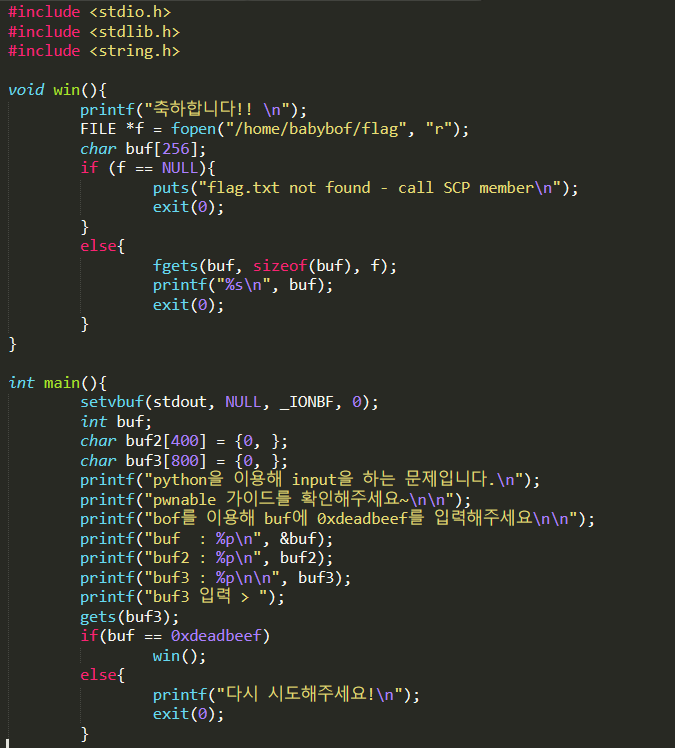 #include <stdio.h>
#include <stdlib.h>
#include <string.h>
void win(){
printf("축하합니다!! \n");
FILE *f = fopen("/home/babybof/flag", "r");
char buf[256];
if (f == NULL){
puts("flag.txt not found - call SCP member\n");
exit(0);
}
else{
fgets(buf, sizeof(buf), f);
printf("%s\n", buf);
exit(0);
}
}
int main(){
setvbuf(stdout, NULL, _IONBF, 0);
int buf;
char buf2[400] = {0, };
char buf3[800] = {0, };
printf("python을 이용해 input을 하는 문제입니다.\n");
printf("pwnable 가이드를 확인해주세요~\n\n");
printf("bof를 이용해 buf에 0xdeadbeef를 입력해주세요\n\n");
printf("buf  : %p\n", &buf);
printf("buf2 : %p\n", buf2);
printf("buf3 : %p\n\n", buf3);
printf("buf3 입력 > ");
gets(buf3);
if(buf == 0xdeadbeef)
win();
else{
printf("다시 시도해주세요!\n");
exit(0);
}